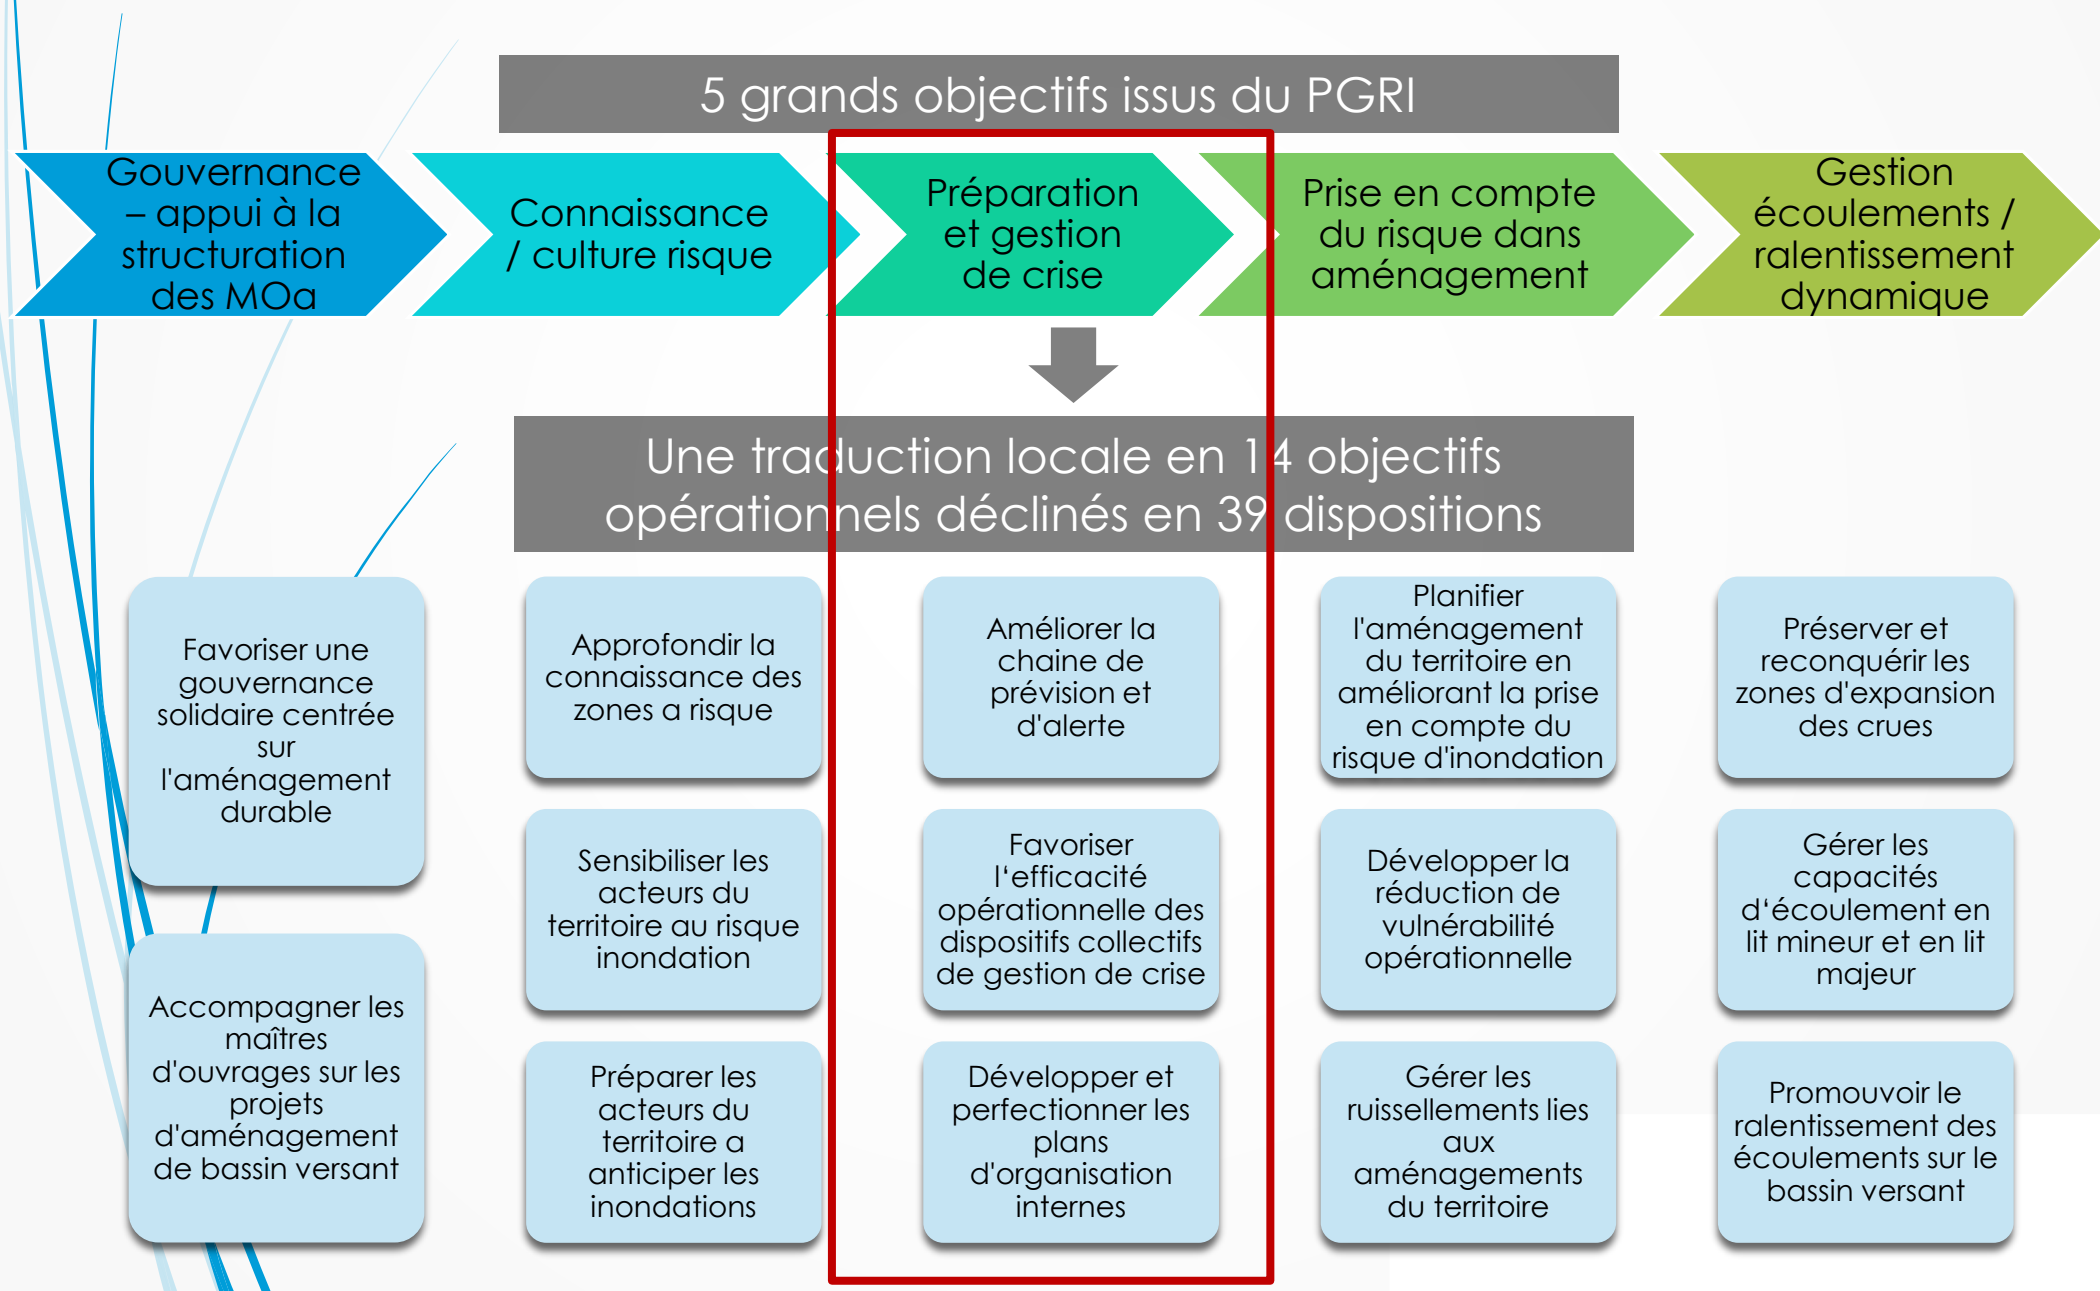 5 grands objectifs issus du PGRI
Gouvernance
– appui à la
structuration
des MOa
Connaissance
/ culture risque
Préparation
et gestion
de crise
Prise en compte
du risque dans
aménagement
Gestion
écoulements /
ralentissement
dynamique
Une traduction locale en 14 objectifs
opérationnels déclinés en 39 dispositions
Favoriser une
gouvernance
solidaire centrée
sur
l'aménagement
durable
Accompagner les
maîtres
d'ouvrages sur les
projets
d'aménagement
de bassin versant
Approfondir la
connaissance des
zones a risque
Sensibiliser les
acteurs du
territoire au risque
inondation
Préparer les
acteurs du
territoire a
anticiper les
inondations
Améliorer la
chaine de
prévision et
d'alerte
Favoriser
l‘efficacité
opérationnelle des
dispositifs collectifs
de gestion de crise
Développer et
perfectionner les
plans
d'organisation
internes
Planifier
l'aménagement
du territoire en
améliorant la prise
en compte du
risque d'inondation
Développer la
réduction de
vulnérabilité
opérationnelle
Gérer les
ruissellements lies
aux
aménagements
du territoire
Préserver et
reconquérir les
zones d'expansion
des crues
Gérer les
capacités
d‘écoulement en
lit mineur et en lit
majeur
Promouvoir le
ralentissement des
écoulements sur le
bassin versant